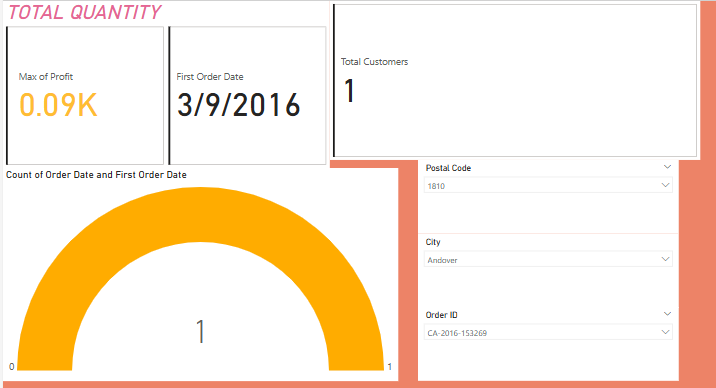 TOTAL QUANTITY
Max of Profit
0.09K
First Order Date
3/9/2016
Total Customers
1
Count of Order Date and First Order Date
1
0
1
Postal Code
1810
City
Andover
Order ID
CA-2016-153269